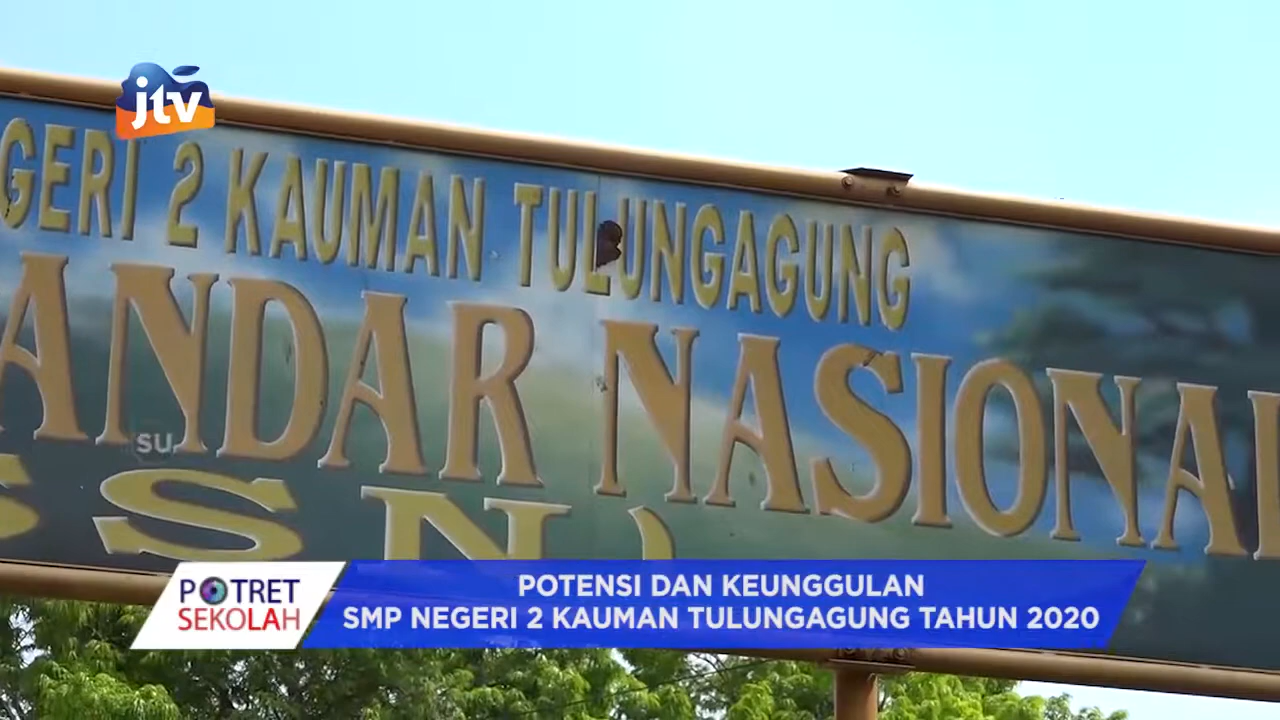 jtv
GERI 2 KAUMAN TULUNGAGUNG
ANDAR NASIONAL
SSN)
SU
POTRET
SEKOLAH
POTENSI DAN KEUNGGULAN
SMP NEGERI 2 KAUMAN TULUNGAGUNG TAHUN 2020